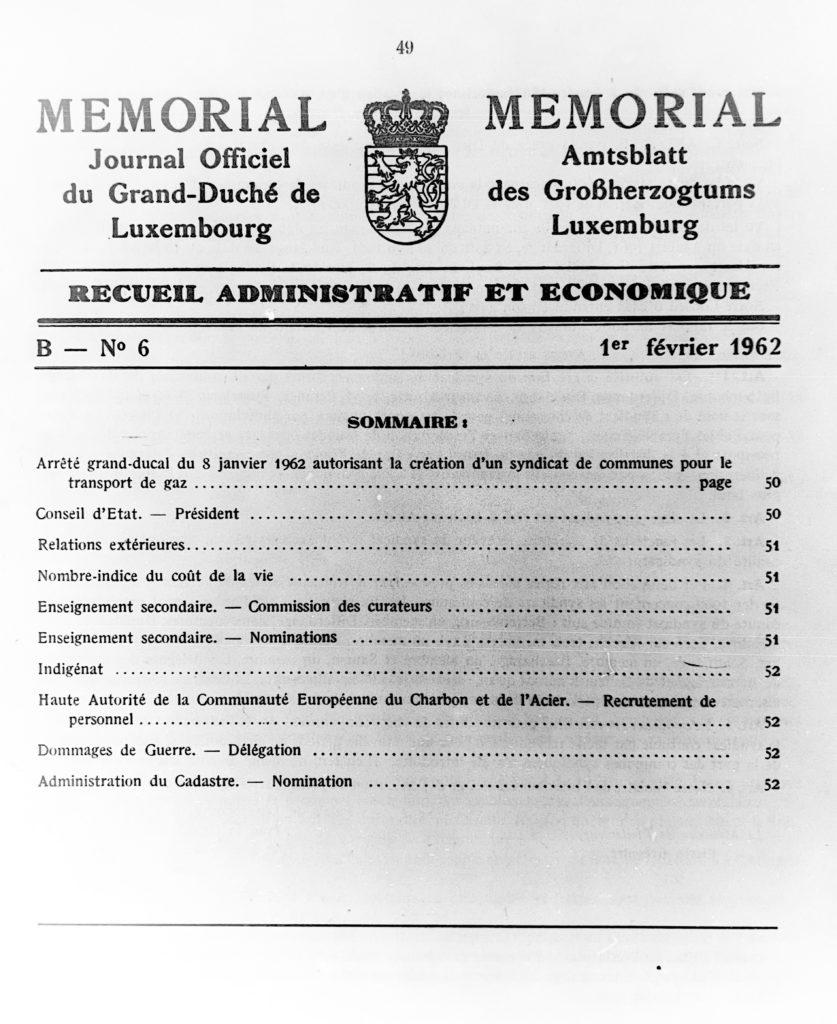 49
MEMORIAL
Journal Officiel
du Grand-Duché de
Luxembourg
MEMORIAL
Amtsblatt
des Großherzogtums
Luxemburg
RECUEIL ADMINISTRATIF ET ECONOMIQUE
B — Nº 6 1er février 1962
SOMMAIRE :
Arrêté grand-ducal du 8 janvier 1962 autorisant la création d'un syndicat de communes pour le
transport de gaz ........................................ page 50
Conseil d'Etat. — Président ........................................ 50
Relations extérieures........................................ 51
Nombre-indice du coût de la vie ........................................ 51
Enseignement secondaire. — Commission des curateurs ........................................ 51
Enseignement secondaire. — Nominations ........................................ 51
Indigénat ........................................ 52
Haute Autorité de la Communauté Européenne du Charbon et de l'Acier. — Recrutement de
personnel ........................................ 52
Dommages de Guerre. — Délégation ........................................ 52
Administration du Cadastre. — Nomination ........................................ 52